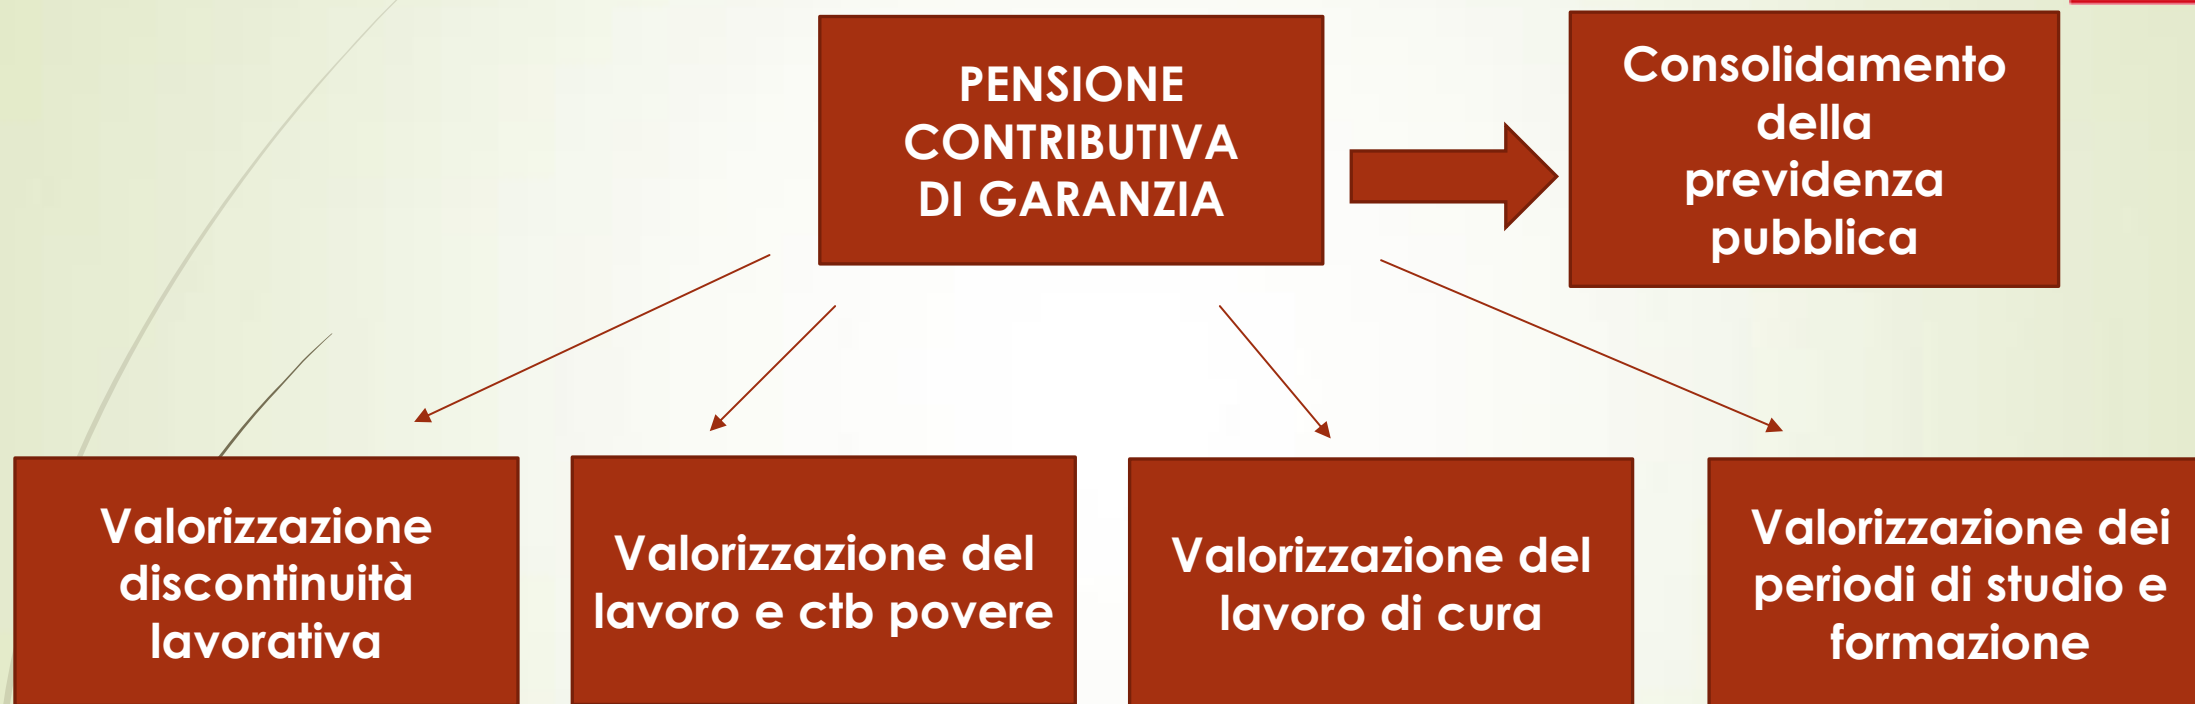 PENSIONE
CONTRIBUTIVA
DI GARANZIA
Consolidamento
della
previdenza
pubblica
Valorizzazione
discontinuità
lavorativa
Valorizzazione del
lavoro e ctb povere
Valorizzazione del
lavoro di cura
Valorizzazione dei
periodi di studio e
formazione